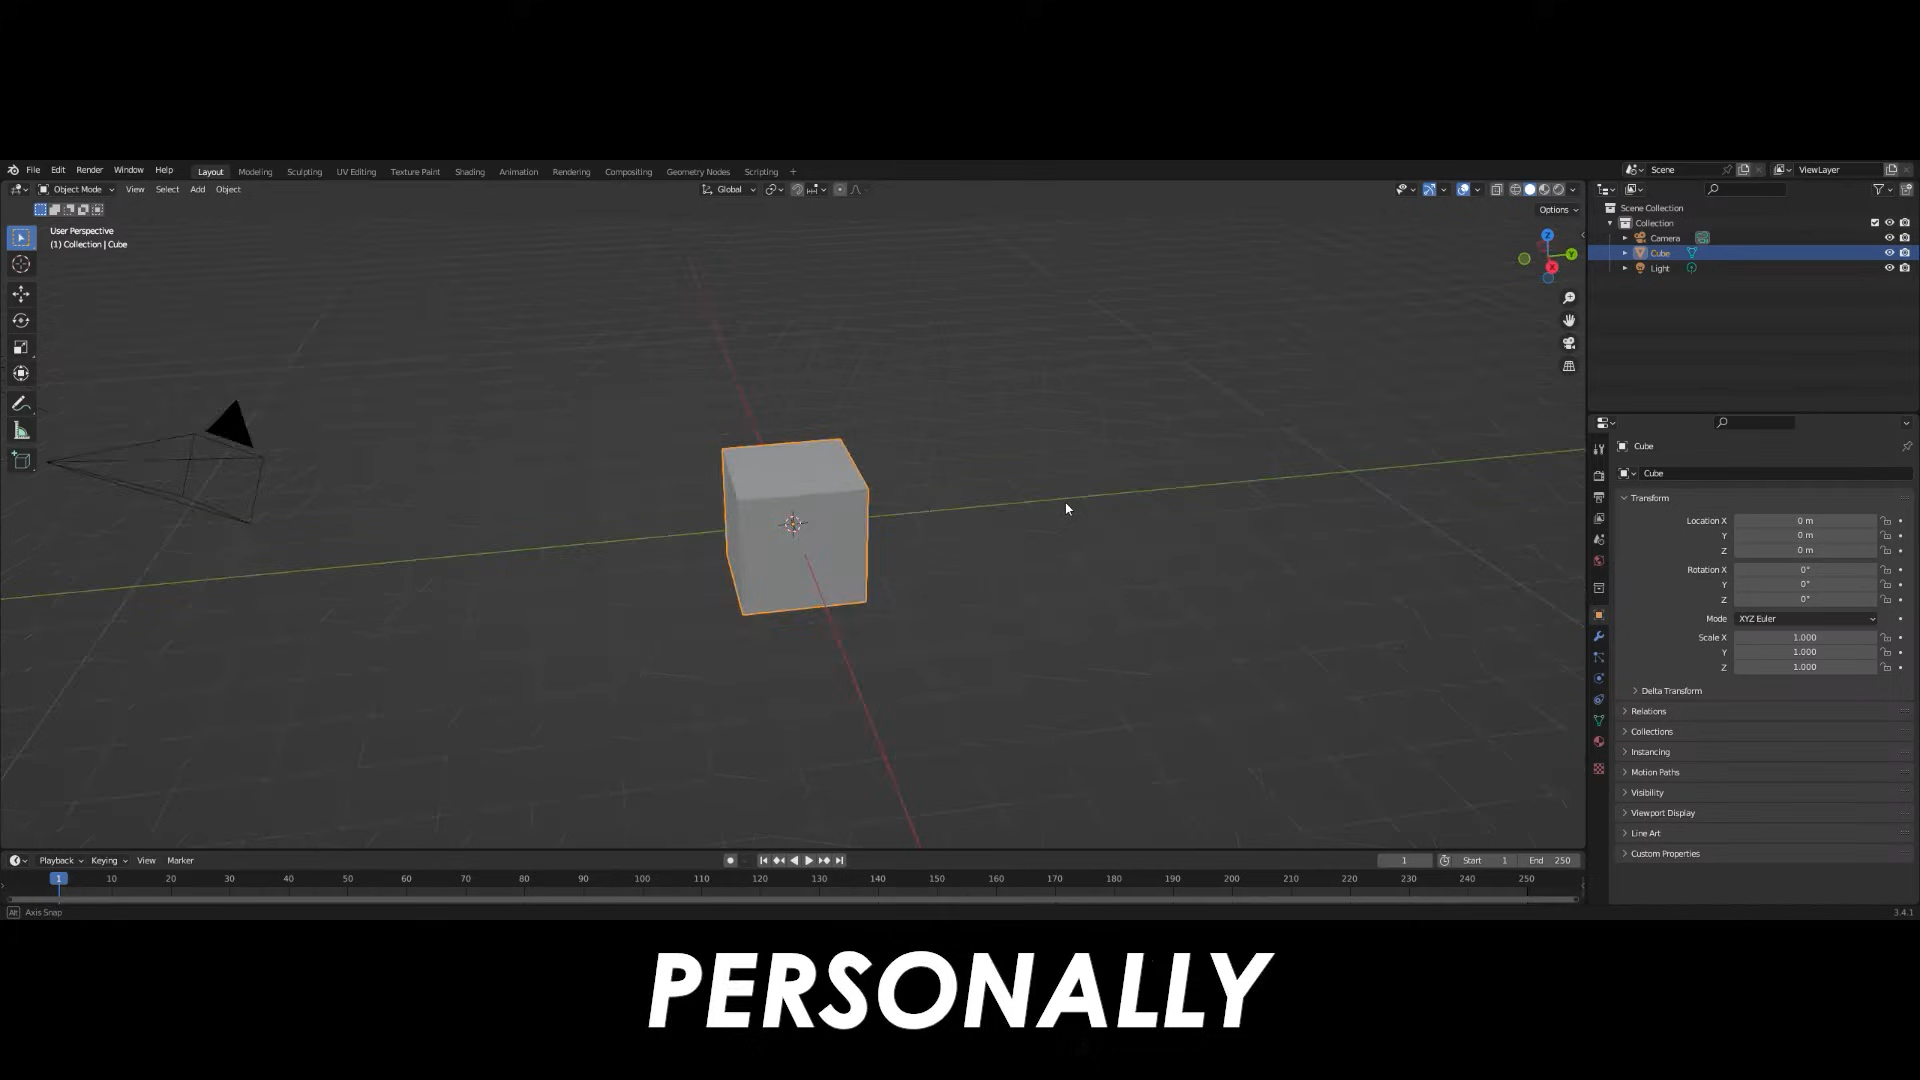 File Edit Render Window Help Layout Modeling Sculpting UV Editing Texture Paint Shading Animation Rendering Compositing Geometry Nodes Scripting + Scene ViewLayer
Object Mode View Select Add Object Global
Options
User Perspective
(1) Collection | Cube
Z
Y
X
Scene Collection
Collection
Camera
Cube
Light
Cube
Cube
Transform
Location X 0 m
Y 0 m
Z 0 m
Rotation X 0°
Y 0°
Z 0°
Mode XYZ Euler
Scale X 1.000
Y 1.000
Z 1.000
Delta Transform
Relations
Collections
Instancing
Motion Paths
Visibility
Viewport Display
Line Art
Custom Properties
Playback Keying View Marker 1 Start 1 End 250
1 10 20 30 40 50 60 70 80 90 100 110 120 130 140 150 160 170 180 190 200 210 220 230 240 250
Alt Axis Snap 3.4.1
PERSONALLY